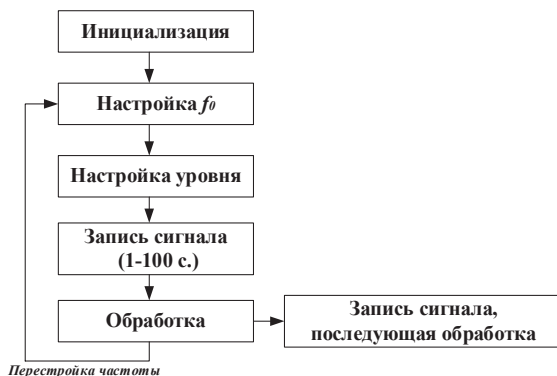 Инициализация
Настройка f₀
Настройка уровня
Запись сигнала
(1-100 с.)
Обработка
Запись сигнала,
последующая обработка
Перестройка частоты